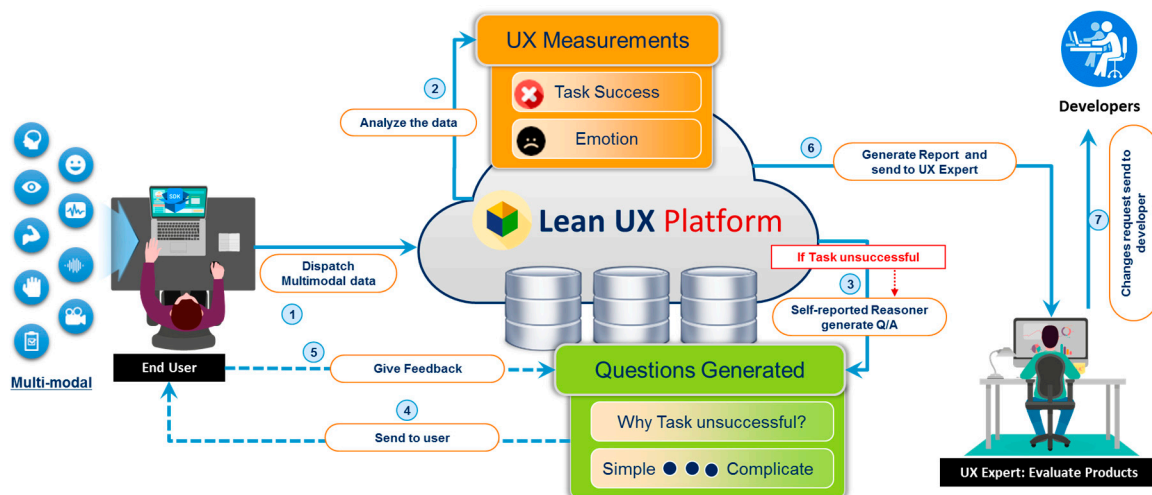 UX Measurements
Task Success
Emotion
2
Analyze the data
Developers
6
Generate Report and
send to UX Expert
7
Changes request send to
developer
SDK
Lean UX Platform
If Task unsuccessful
Dispatch
Multimodal data
1
3
Self-reported Reasoner
generate Q/A
Multi-modal
End User
5
Give Feedback
4
Send to user
Questions Generated
Why Task unsuccessful?
Simple Complicate
UX Expert: Evaluate Products